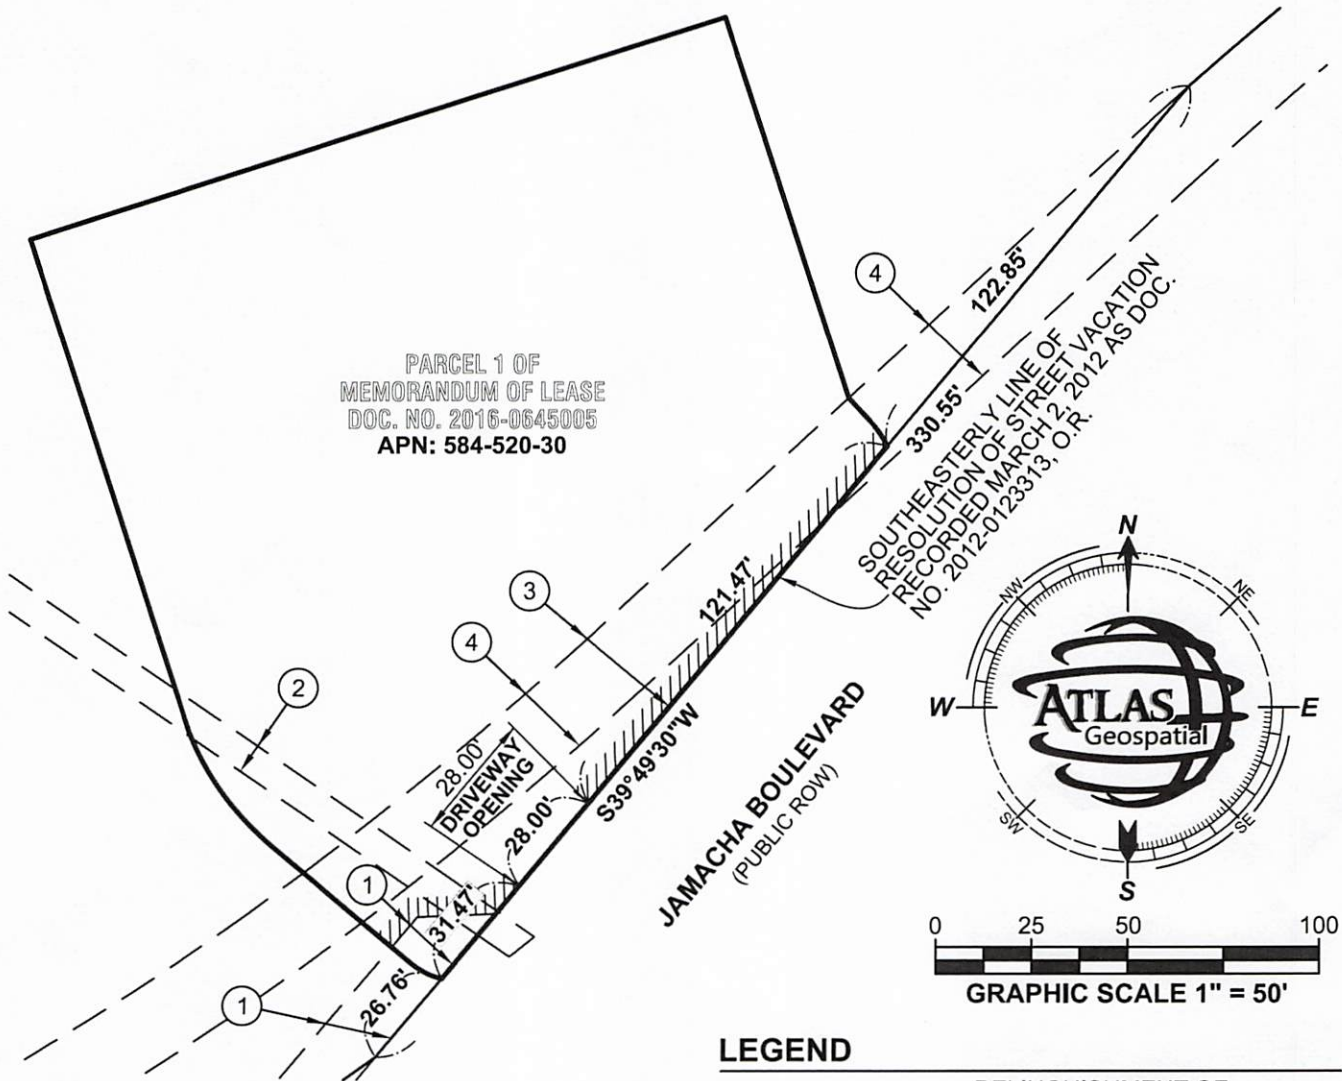 122.85'
4
PARCEL 1 OF
MEMORANDUM OF LEASE
DOC. NO. 2016-0645005
APN: 584-520-30
330.55'
SOUTHEASTERLY LINE OF
RESOLUTION OF STREET VACATION
RECORDED MARCH 2, 2012 AS DOC.
NO. 2012-0123313, O.R.
3
4
121.47'
2
28.00'
DRIVEWAY
OPENING
28.00'
S39°49'30"W
JAMACHA BOULEVARD
(PUBLIC ROW)
1
31.47'
26.76'
1
N
NW
NE
W
E
ATLAS
Geospatial
SW
SE
S
0 25 50 100
GRAPHIC SCALE 1" = 50'
LEGEND